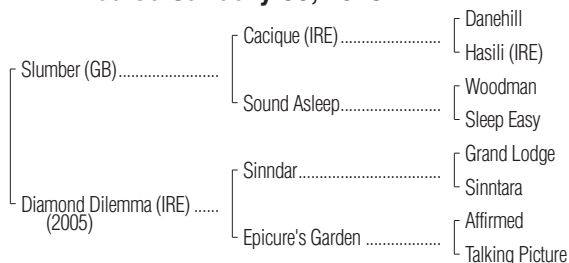 Danehill
Cacique (IRE)
Hasili (IRE)
Slumber (GB)
Woodman
Sound Asleep
Sleep Easy
Grand Lodge
Sinndar
Sinntara
Diamond Dilemma (IRE)
(2005)
Affirmed
Epicure's Garden
Talking Picture